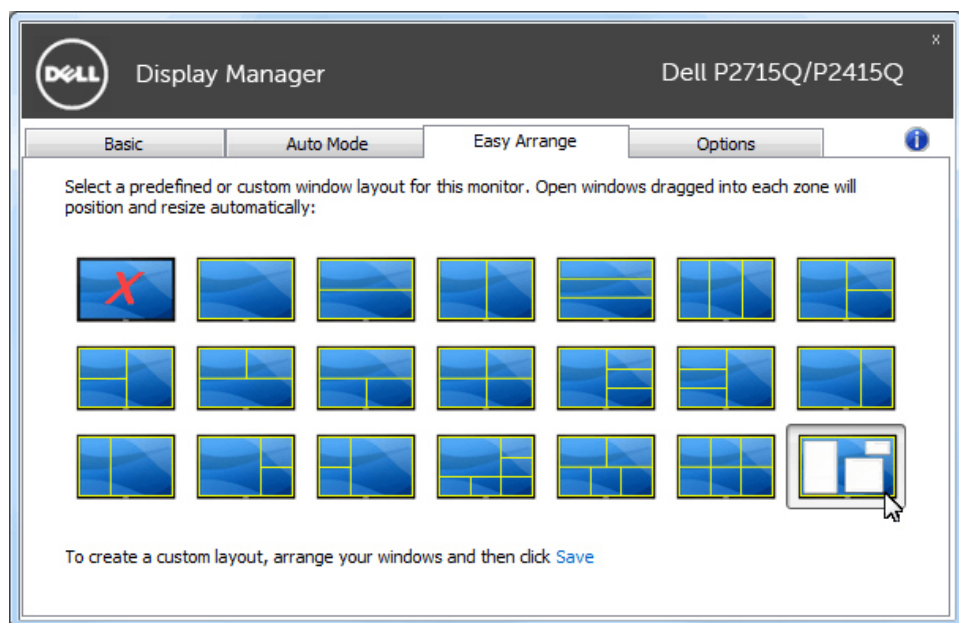 x
DELL
Display Manager
Dell P2715Q/P2415Q
Basic
Auto Mode
Easy Arrange
Options
i
Select a predefined or custom window layout for this monitor. Open windows dragged into each zone will
position and resize automatically:
X
To create a custom layout, arrange your windows and then click Save